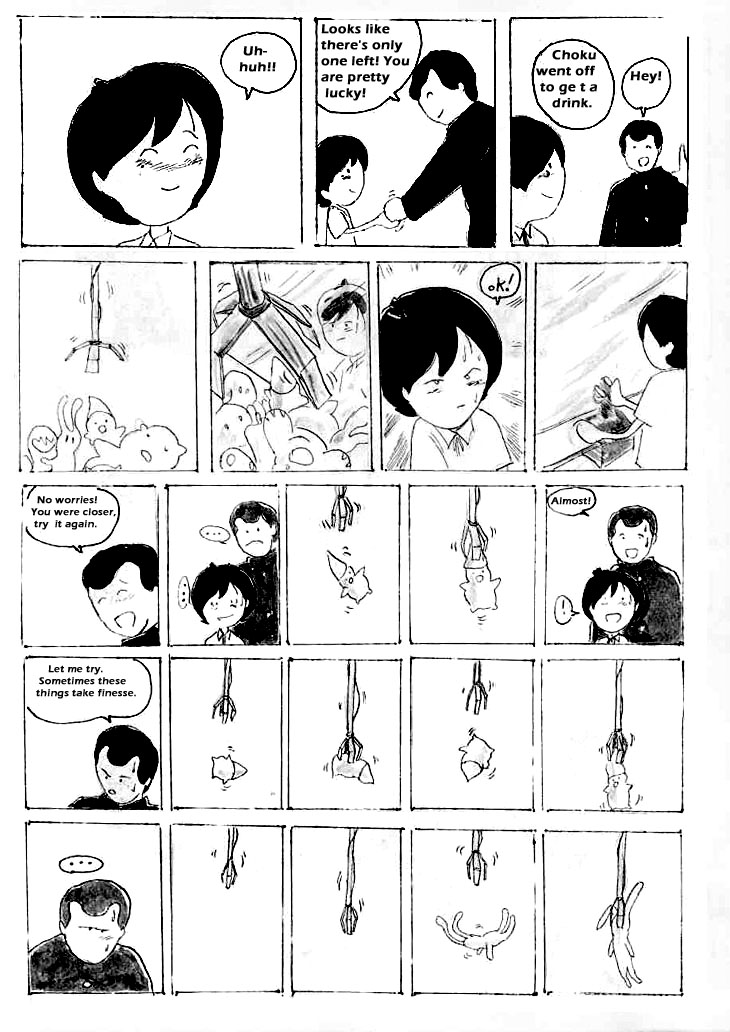 Hey!
Choku
went off
to ge t a
drink.
Looks like
there's only
one left! You
are pretty
lucky!
Uh-
huh!!
ok!
Almost!
!
...
...
No worries!
You were closer,
try it again.
Let me try.
Sometimes these
things take finesse.
...